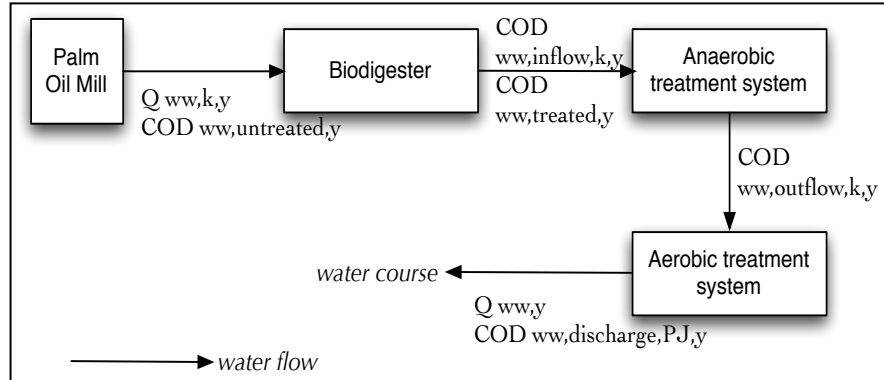 Palm
Oil Mill
Q ww,k,y
COD ww,untreated,y
Biodigester
COD
ww,inflow,k,y
COD
ww,treated,y
Anaerobic
treatment system
COD
ww,outflow,k,y
Aerobic treatment
system
water course
Q ww,y
COD ww,discharge,PJ,y
water flow